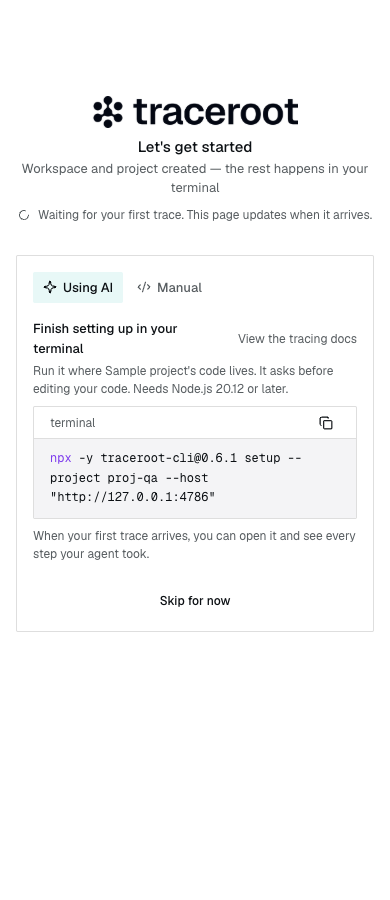 traceroot
Let's get started
Workspace and project created — the rest happens in your
terminal
Waiting for your first trace. This page updates when it arrives.
Using AI
Manual
Finish setting up in your
terminal
View the tracing docs
Run it where Sample project's code lives. It asks before
editing your code. Needs Node.js 20.12 or later.
terminal
npx -y traceroot-cli@0.6.1 setup --
project proj-qa --host
"http://127.0.0.1:4786"
When your first trace arrives, you can open it and see every
step your agent took.
Skip for now